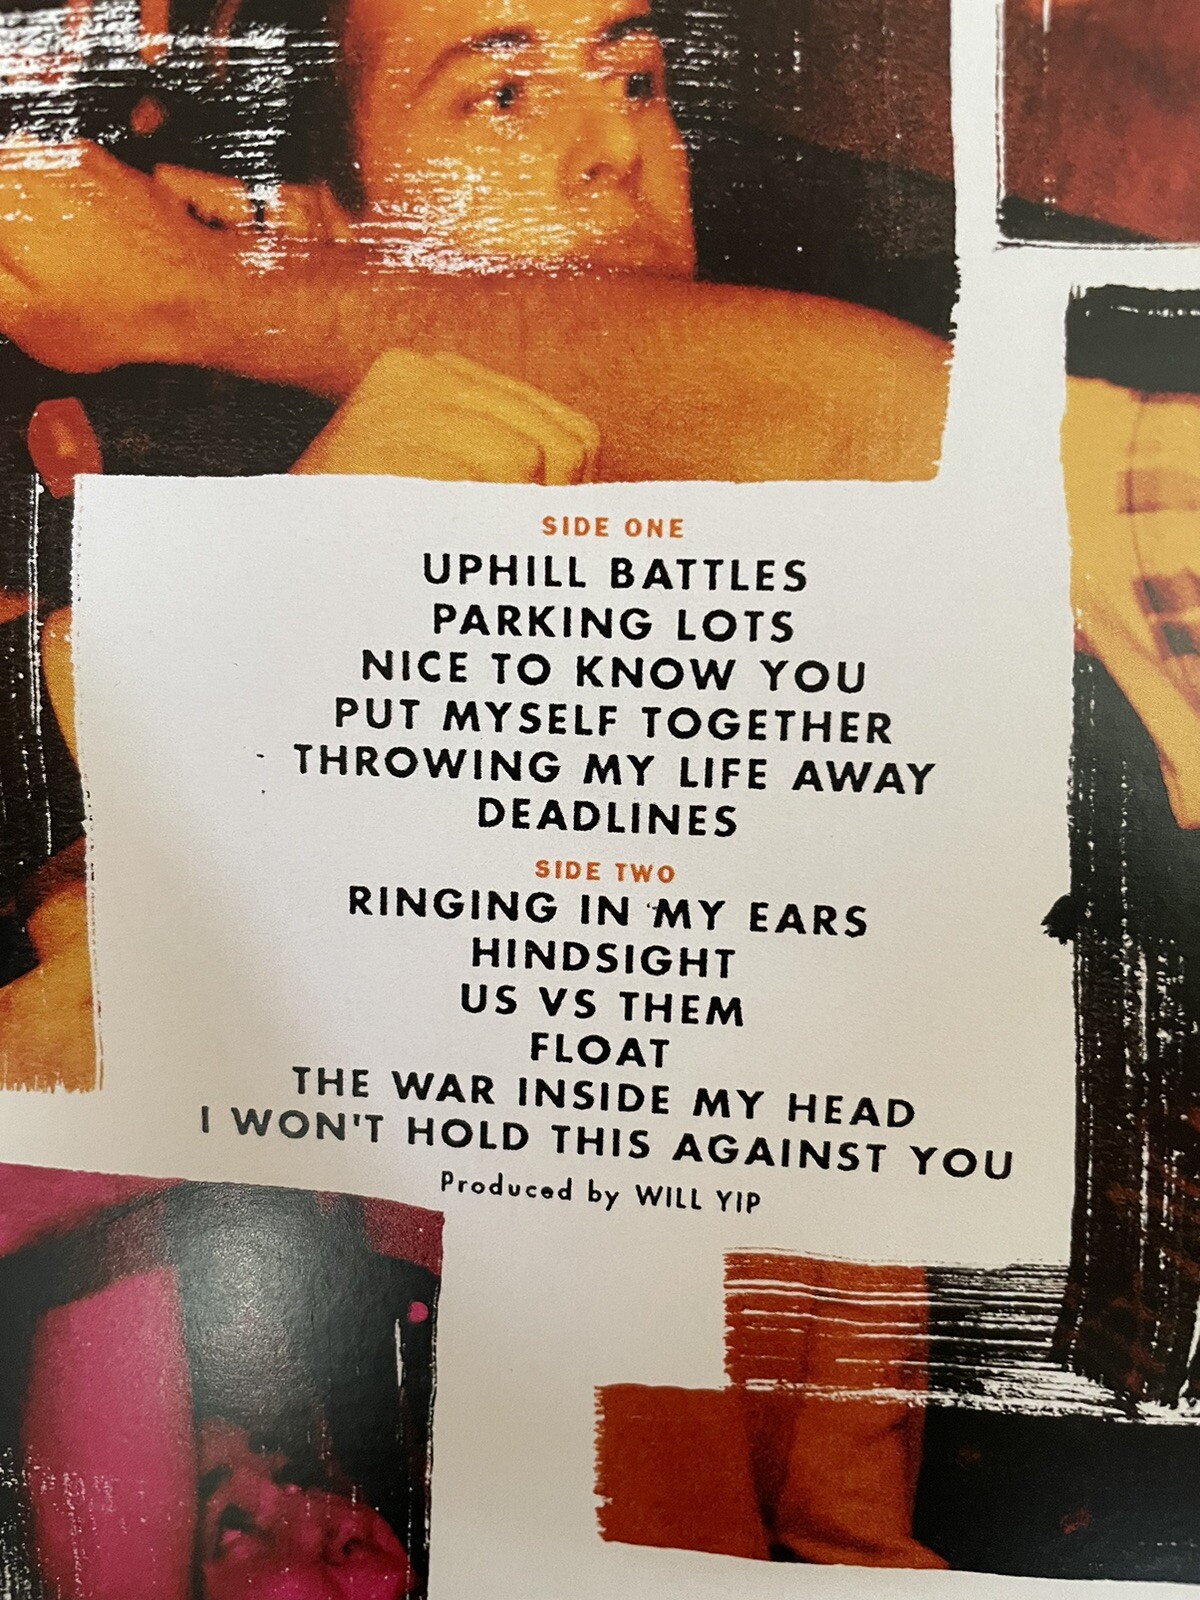 SIDE ONE
UPHILL BATTLES
PARKING LOTS
NICE TO KNOW YOU
PUT MYSELF TOGETHER
THROWING MY LIFE AWAY
DEADLINES
SIDE TWO
RINGING IN MY EARS
HINDSIGHT
US VS THEM
FLOAT
THE WAR INSIDE MY HEAD
I WON'T HOLD THIS AGAINST YOU
Produced by WILL YIP